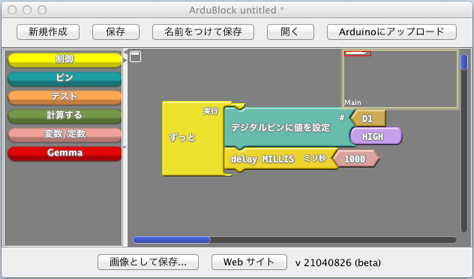 ArduBlock untitled *
新規作成
保存
名前をつけて保存
開く
Arduinoにアップロード
制御
ピン
テスト
計算する
変数/定数
Gemma
Main
実行
ずっと
デジタルピンに値を設定
#
D1
HIGH
delay MILLIS
ミリ秒
1000
画像として保存...
Web サイト
v 21040826 (beta)